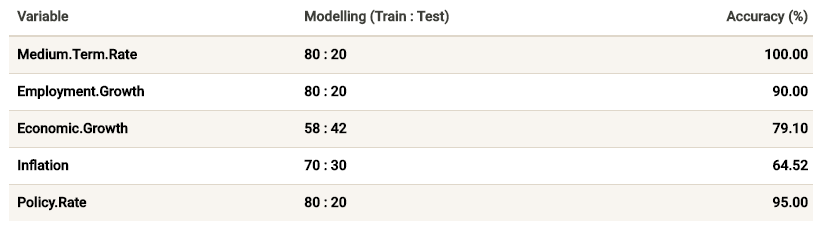 Variable Modelling (Train : Test) Accuracy (%)
Medium.Term.Rate 80 : 20 100.00
Employment.Growth 80 : 20 90.00
Economic.Growth 58 : 42 79.10
Inflation 70 : 30 64.52
Policy.Rate 80 : 20 95.00